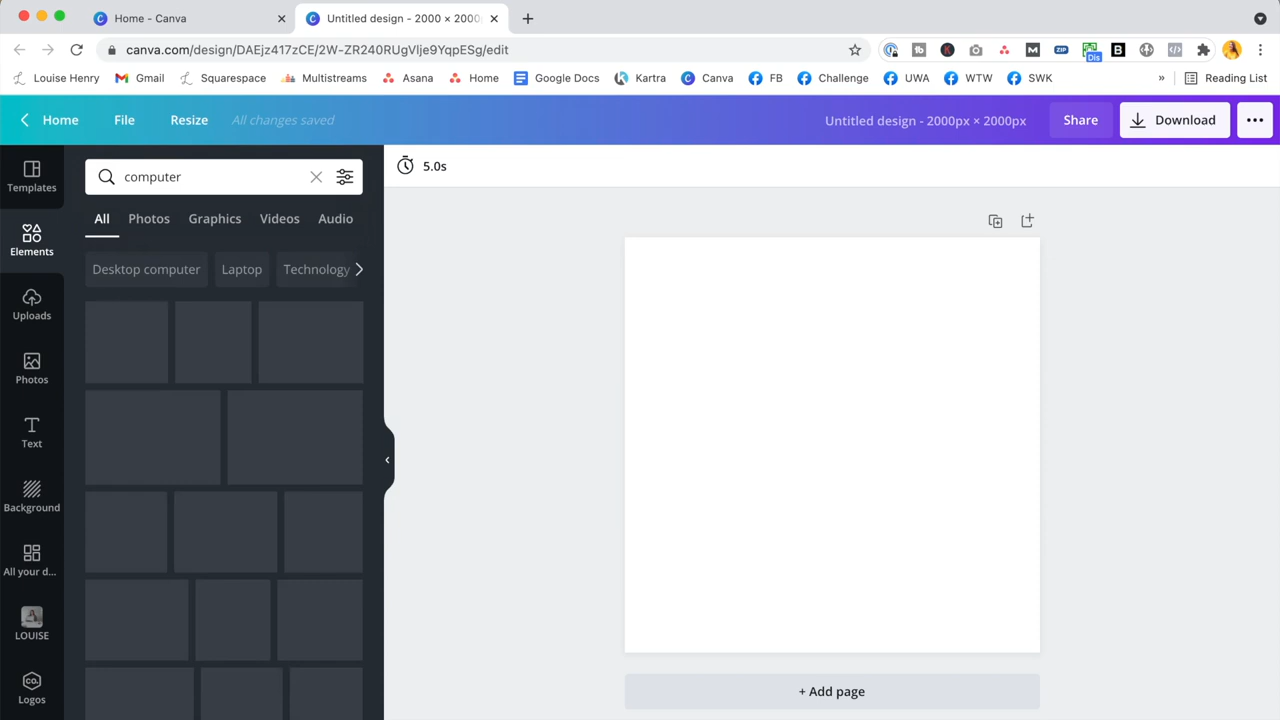 Home - Canva
Untitled design - 2000 × 2000
canva.com/design/DAEjz417zCE/2W-ZR240RUgVlje9YqpESg/edit
Dis
Louise Henry
Gmail
Squarespace
Multistreams
Asana
Home
Google Docs
Kartra
Canva
FB
Challenge
UWA
WTW
SWK
»
Reading List
Home
File
Resize
All changes saved
Untitled design - 2000px × 2000px
Share
Download
Templates
Elements
Uploads
Photos
Text
Background
All your d...
LOUISE
Logos
computer
All
Photos
Graphics
Videos
Audio
Desktop computer
Laptop
Technology
5.0s
+ Add page